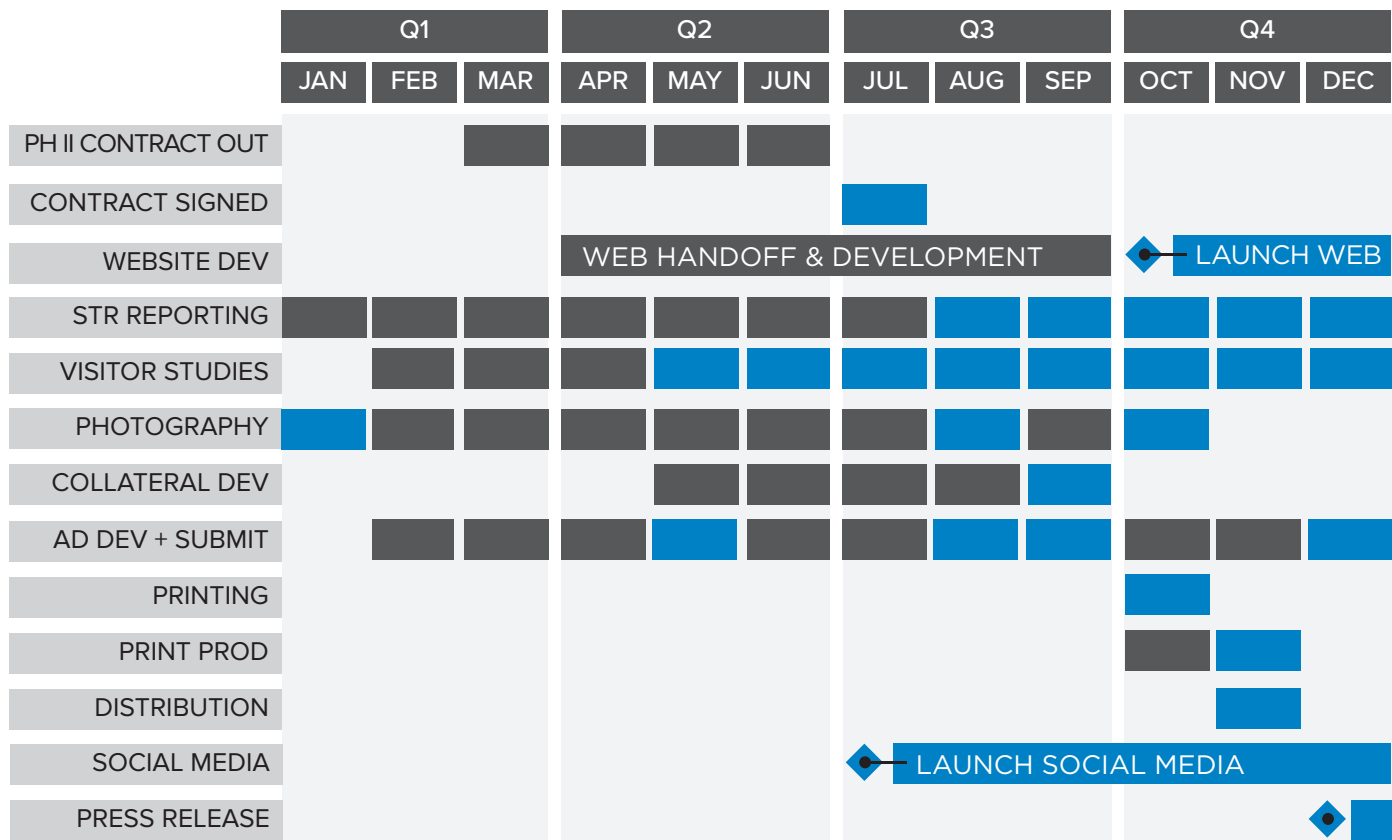 Q1 Q2 Q3 Q4
JAN FEB MAR APR MAY JUN JUL AUG SEP OCT NOV DEC
PH II CONTRACT OUT
CONTRACT SIGNED
WEBSITE DEV WEB HANDOFF & DEVELOPMENT LAUNCH WEB
STR REPORTING
VISITOR STUDIES
PHOTOGRAPHY
COLLATERAL DEV
AD DEV + SUBMIT
PRINTING
PRINT PROD
DISTRIBUTION
SOCIAL MEDIA LAUNCH SOCIAL MEDIA
PRESS RELEASE